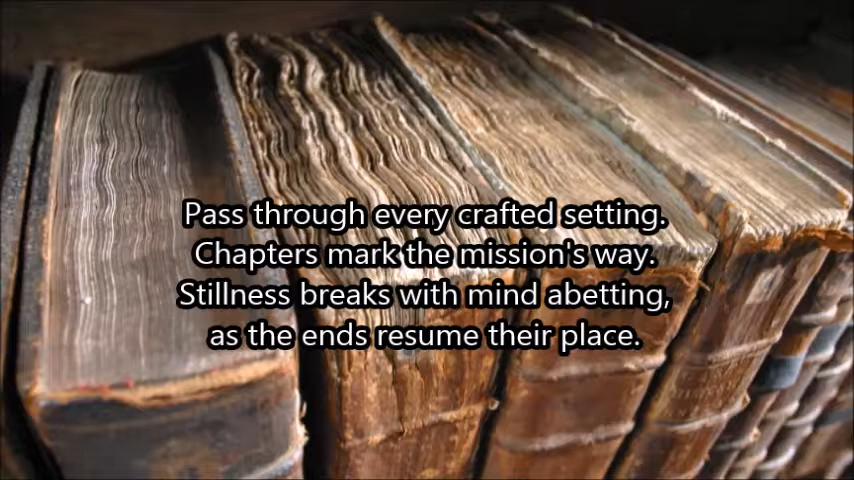 Pass through every crafted setting.
Chapters mark the mission's way.
Stillness breaks with mind abetting,
as the ends resume their place.